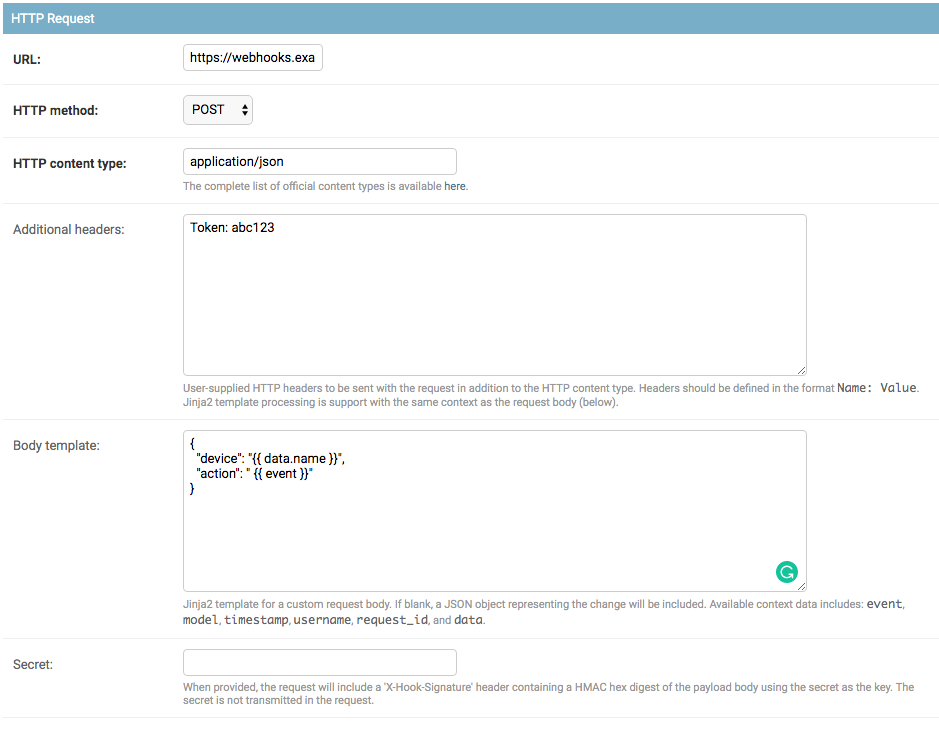 HTTP Request
URL:
https://webhooks.exa
HTTP method:
POST
HTTP content type:
application/json
The complete list of official content types is available here.
Additional headers:
Token: abc123
User-supplied HTTP headers to be sent with the request in addition to the HTTP content type. Headers should be defined in the format Name: Value.
Jinja2 template processing is support with the same context as the request body (below).
Body template:
{
"device": "{{ data.name }}",
"action": " {{ event }}"
}
Jinja2 template for a custom request body. If blank, a JSON object representing the change will be included. Available context data includes: event,
model, timestamp, username, request_id, and data.
Secret:
When provided, the request will include a 'X-Hook-Signature' header containing a HMAC hex digest of the payload body using the secret as the key. The
secret is not transmitted in the request.